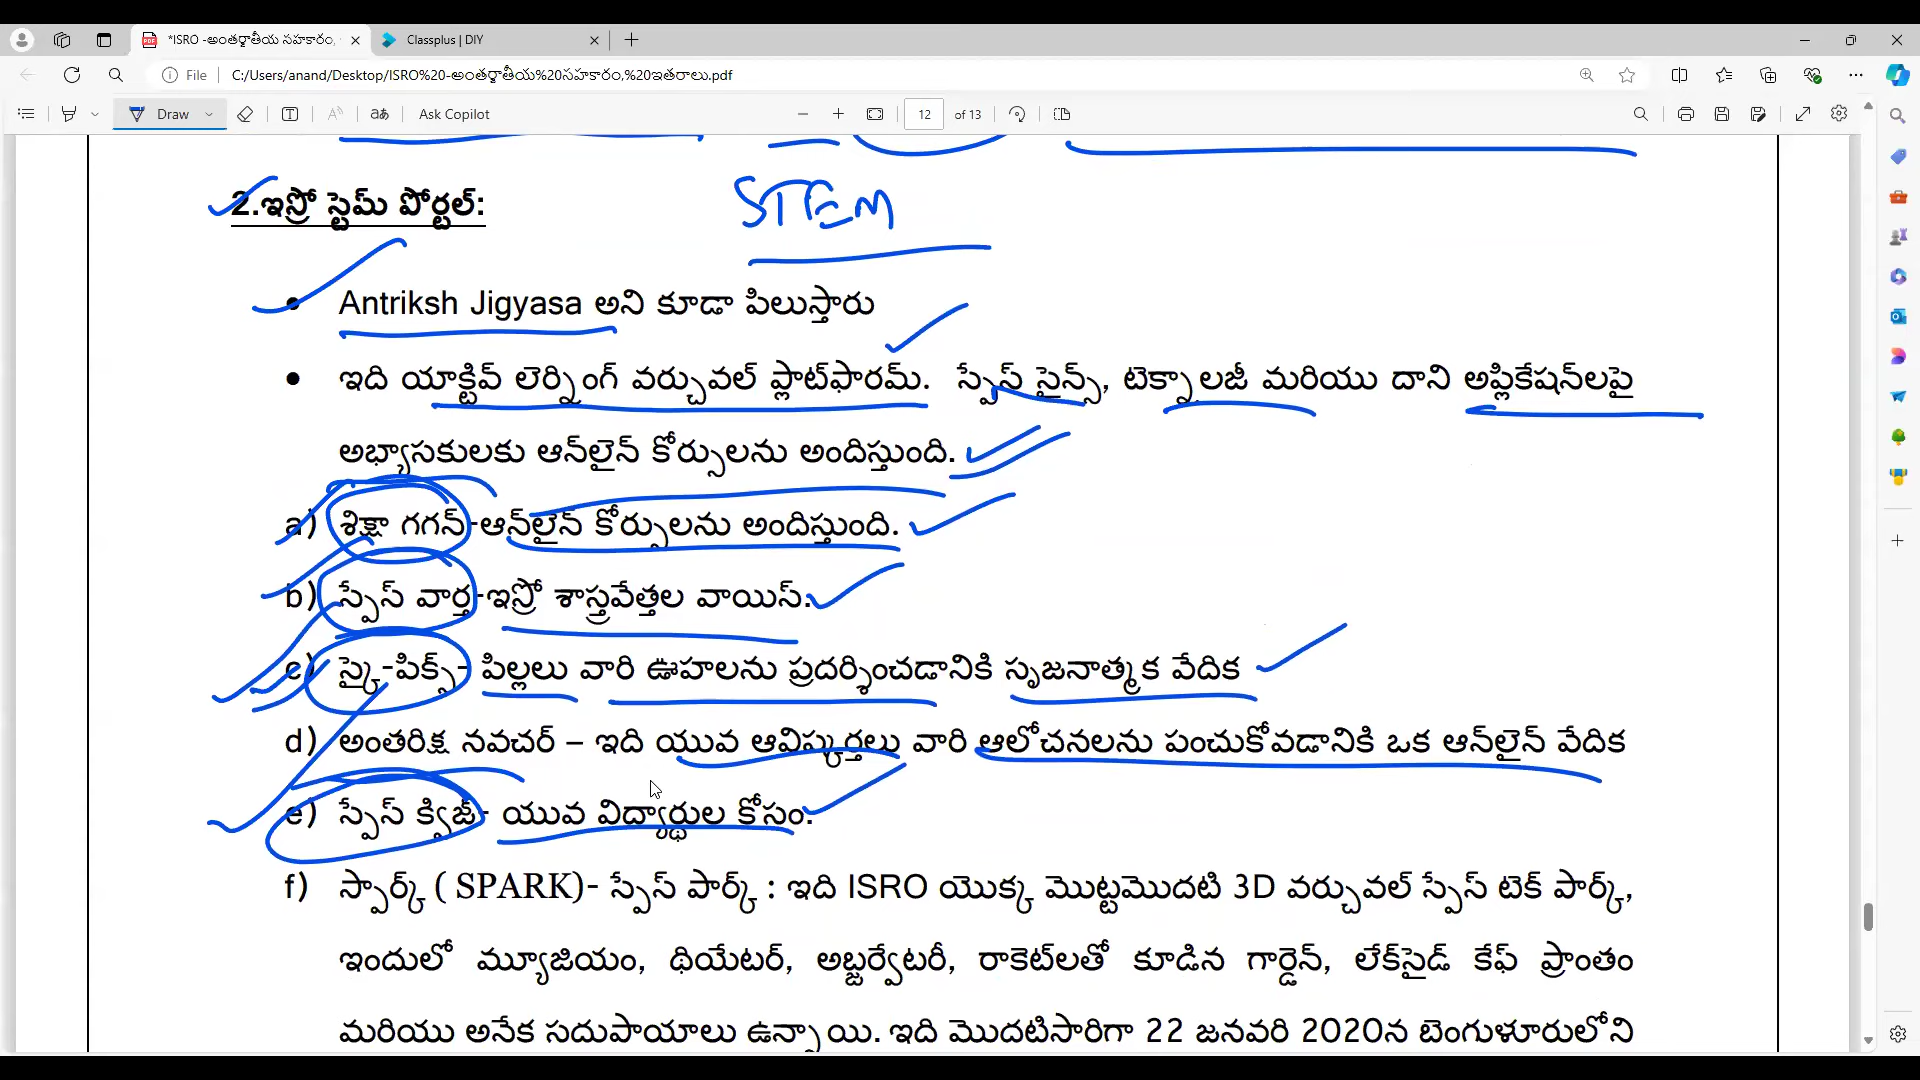 *ISRO -అంతర్జాతీయ సహకారం,
Classplus | DIY
File
C:/Users/anand/Desktop/ISRO%20-అంతర్జాతీయ%20సహకారం,%20ఇతరాలు.pdf
Draw
aあ
Ask Copilot
12 of 13
2.ఇస్రో స్టెమ్ పోర్టల్:
STEM
• Antriksh Jigyasa అని కూడా పిలుస్తారు
• ఇది యాక్టివ్ లెర్నింగ్ వర్చువల్ ప్లాట్‌ఫారమ్. స్పేస్ సైన్స్, టెక్నాలజీ మరియు దాని అప్లికేషన్‌లపై
అభ్యాసకులకు ఆన్‌లైన్ కోర్సులను అందిస్తుంది.
a) శిక్షా గగన్-ఆన్‌లైన్ కోర్సులను అందిస్తుంది.
b) స్పేస్ వార్త-ఇస్రో శాస్త్రవేత్తల వాయిస్.
c) స్కై-పిక్స్- పిల్లలు వారి ఊహలను ప్రదర్శించడానికి సృజనాత్మక వేదిక
d) అంతరిక్ష నవచర్ – ఇది యువ ఆవిష్కర్తలు వారి ఆలోచనలను పంచుకోవడానికి ఒక ఆన్‌లైన్ వేదిక
e) స్పేస్ క్విజ్- యువ విద్యార్థుల కోసం.
f) స్పార్క్ ( SPARK)- స్పేస్ పార్క్ : ఇది ISRO యొక్క మొట్టమొదటి 3D వర్చువల్ స్పేస్ టెక్ పార్క్,
ఇందులో మ్యూజియం, థియేటర్, అబ్జర్వేటరీ, రాకెట్‌లతో కూడిన గార్డెన్, లేక్‌సైడ్ కేఫ్ ప్రాంతం
మరియు అనేక సదుపాయాలు ఉన్నాయి. ఇది మొదటిసారిగా 22 జనవరి 2020న బెంగుళూరులోని